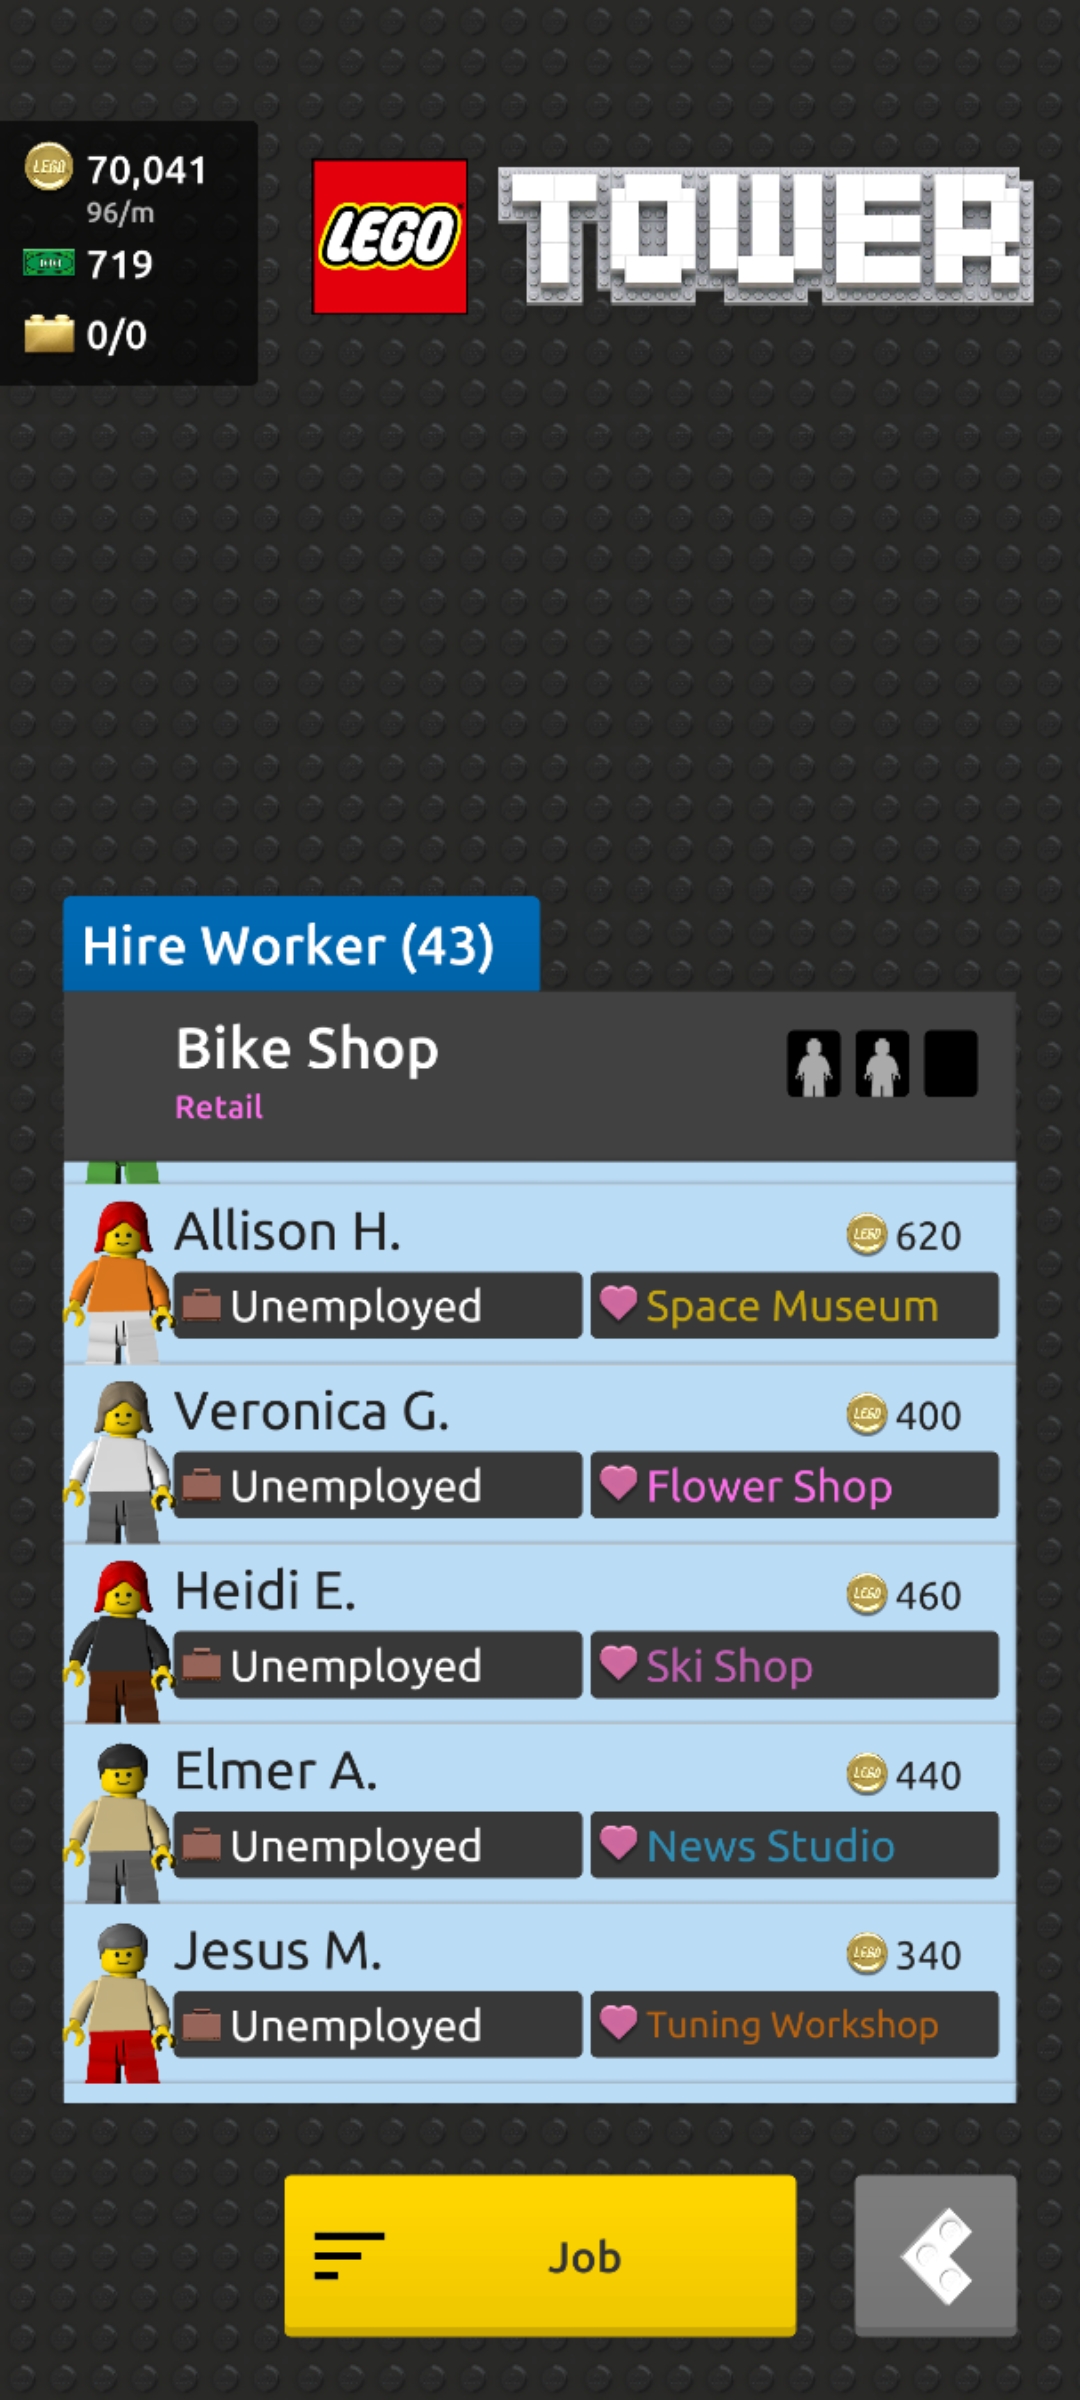 70,041
96/m
719
0/0
LEGO
TOWER
Hire Worker (43)
Bike Shop
Retail
Allison H.
620
Unemployed
Space Museum
Veronica G.
400
Unemployed
Flower Shop
Heidi E.
460
Unemployed
Ski Shop
Elmer A.
440
Unemployed
News Studio
Jesus M.
340
Unemployed
Tuning Workshop
Job